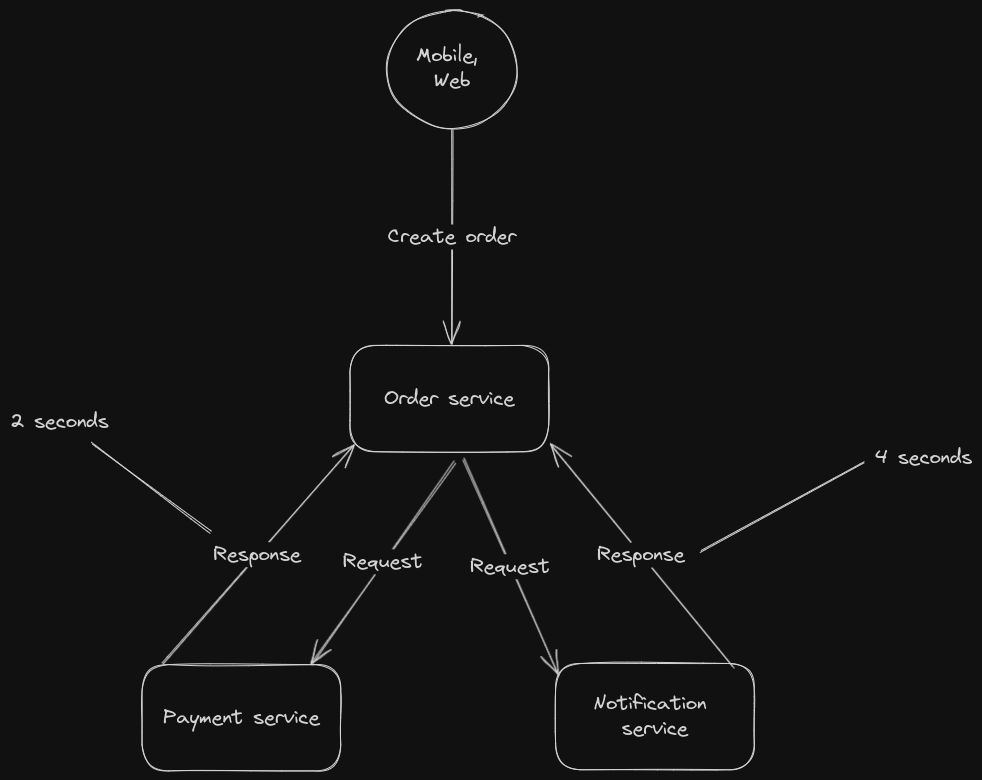 Mobile,
Web
Create order
Order service
2 seconds
4 seconds
Response
Request
Request
Response
Payment service
Notification
service